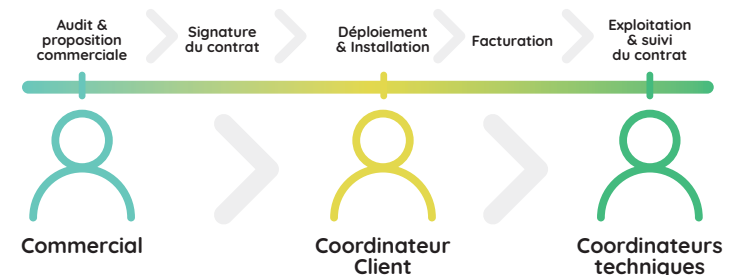 Audit &
proposition
commerciale
Signature
du contrat
Déploiement
& Installation
Facturation
Exploitation
& suivi
du contrat
Commercial
Coordinateur
Client
Coordinateurs
techniques